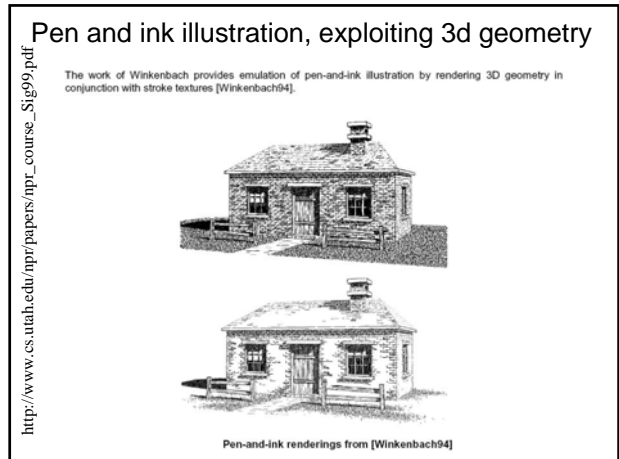 Pen and ink illustration, exploiting 3d geometry
http://www.cs.utah.edu/npr/papers/npr_course_Sig99.pdf
The work of Winkenbach provides emulation of pen-and-ink illustration by rendering 3D geometry in
conjunction with stroke textures [Winkenbach94].
Pen-and-ink renderings from [Winkenbach94]